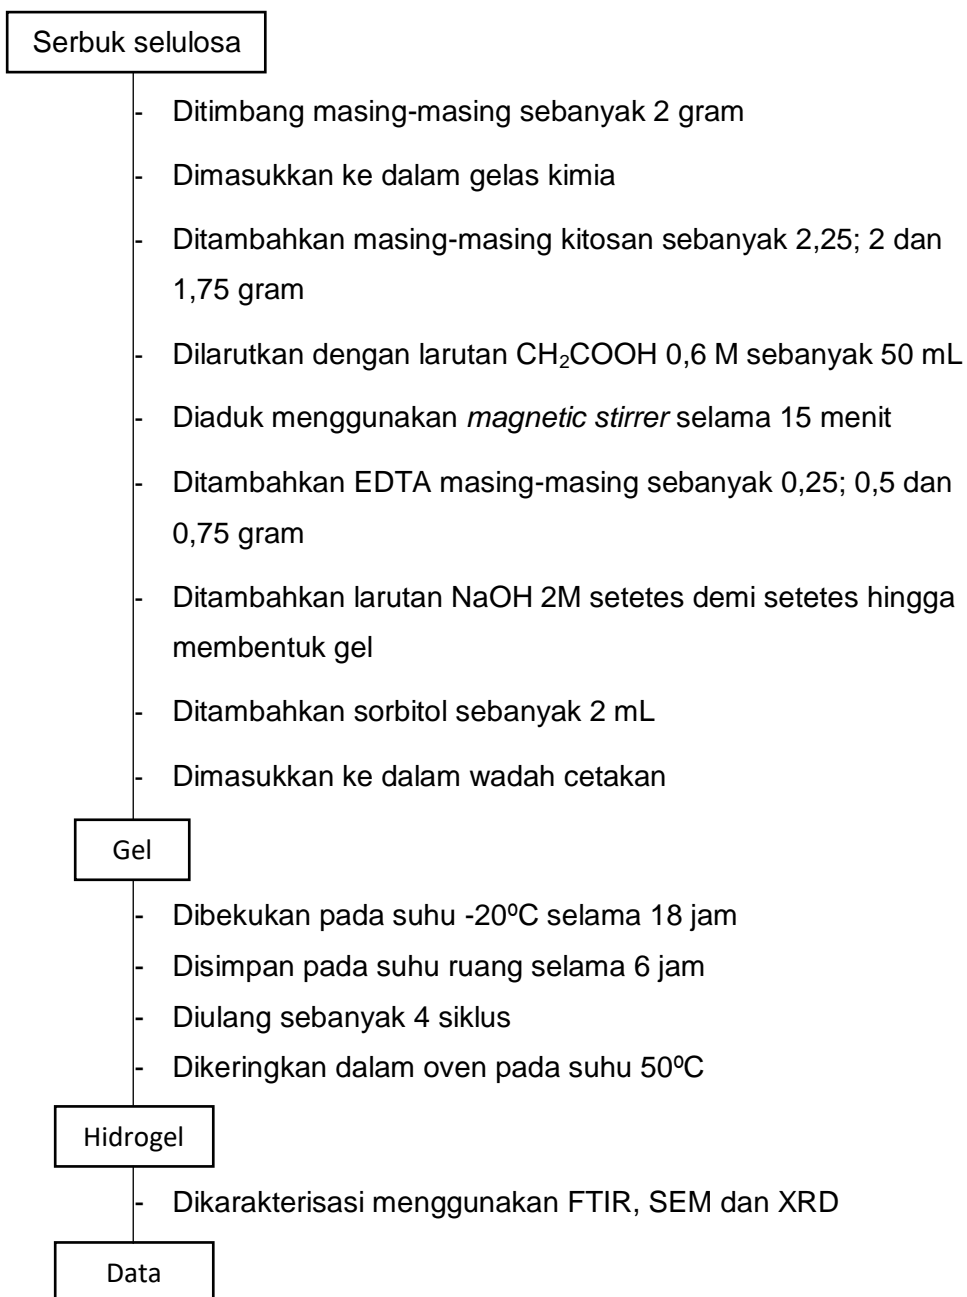 Serbuk selulosa
- Ditimbang masing-masing sebanyak 2 gram
- Dimasukkan ke dalam gelas kimia
- Ditambahkan masing-masing kitosan sebanyak 2,25; 2 dan
1,75 gram
- Dilarutkan dengan larutan CH₂COOH 0,6 M sebanyak 50 mL
- Diaduk menggunakan magnetic stirrer selama 15 menit
- Ditambahkan EDTA masing-masing sebanyak 0,25; 0,5 dan
0,75 gram
- Ditambahkan larutan NaOH 2M setetes demi setetes hingga
membentuk gel
- Ditambahkan sorbitol sebanyak 2 mL
- Dimasukkan ke dalam wadah cetakan
Gel
- Dibekukan pada suhu -20⁰C selama 18 jam
- Disimpan pada suhu ruang selama 6 jam
- Diulang sebanyak 4 siklus
- Dikeringkan dalam oven pada suhu 50⁰C
Hidrogel
- Dikarakterisasi menggunakan FTIR, SEM dan XRD
Data